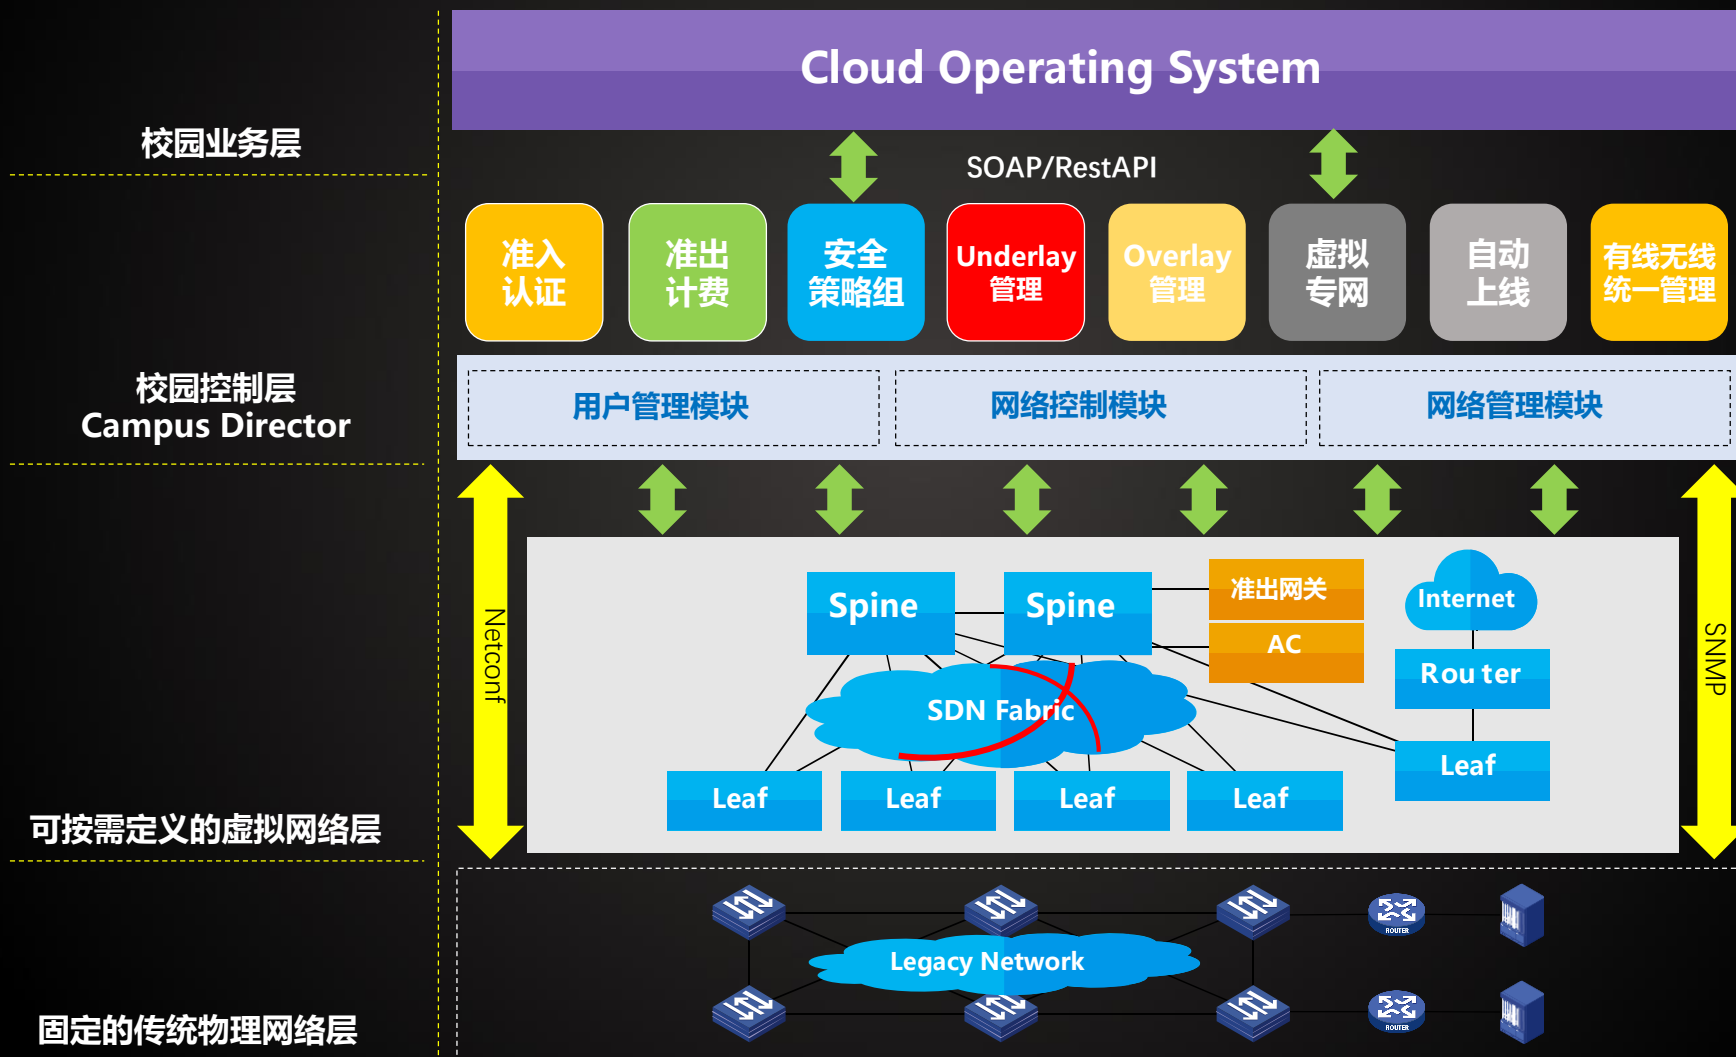 Cloud Operating System
校园业务层
SOAP/RestAPI
准入
认证
准出
计费
安全
策略组
Underlay
管理
Overlay
管理
虚拟
专网
自动
上线
有线无线
统一管理
校园控制层
Campus Director
用户管理模块
网络控制模块
网络管理模块
Netconf
SNMP
Spine
Spine
准出网关
AC
Internet
Router
SDN Fabric
Leaf
Leaf
Leaf
Leaf
Leaf
可按需定义的虚拟网络层
ROUTER
Legacy Network
ROUTER
固定的传统物理网络层